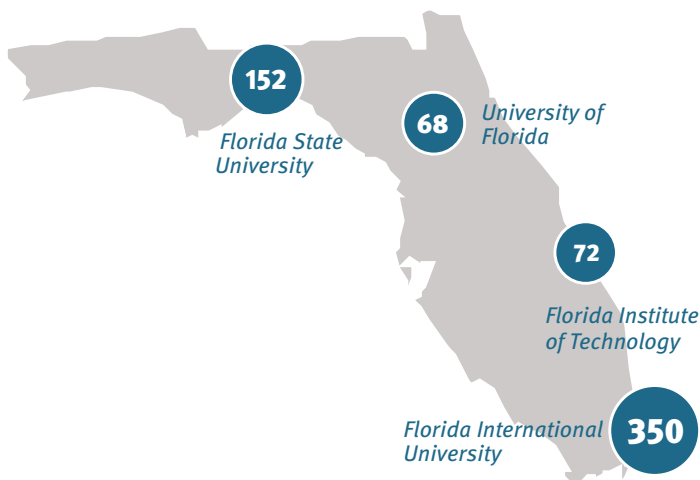 152
Florida State
University
68
University of
Florida
72
Florida Institute
of Technology
Florida International
University
350